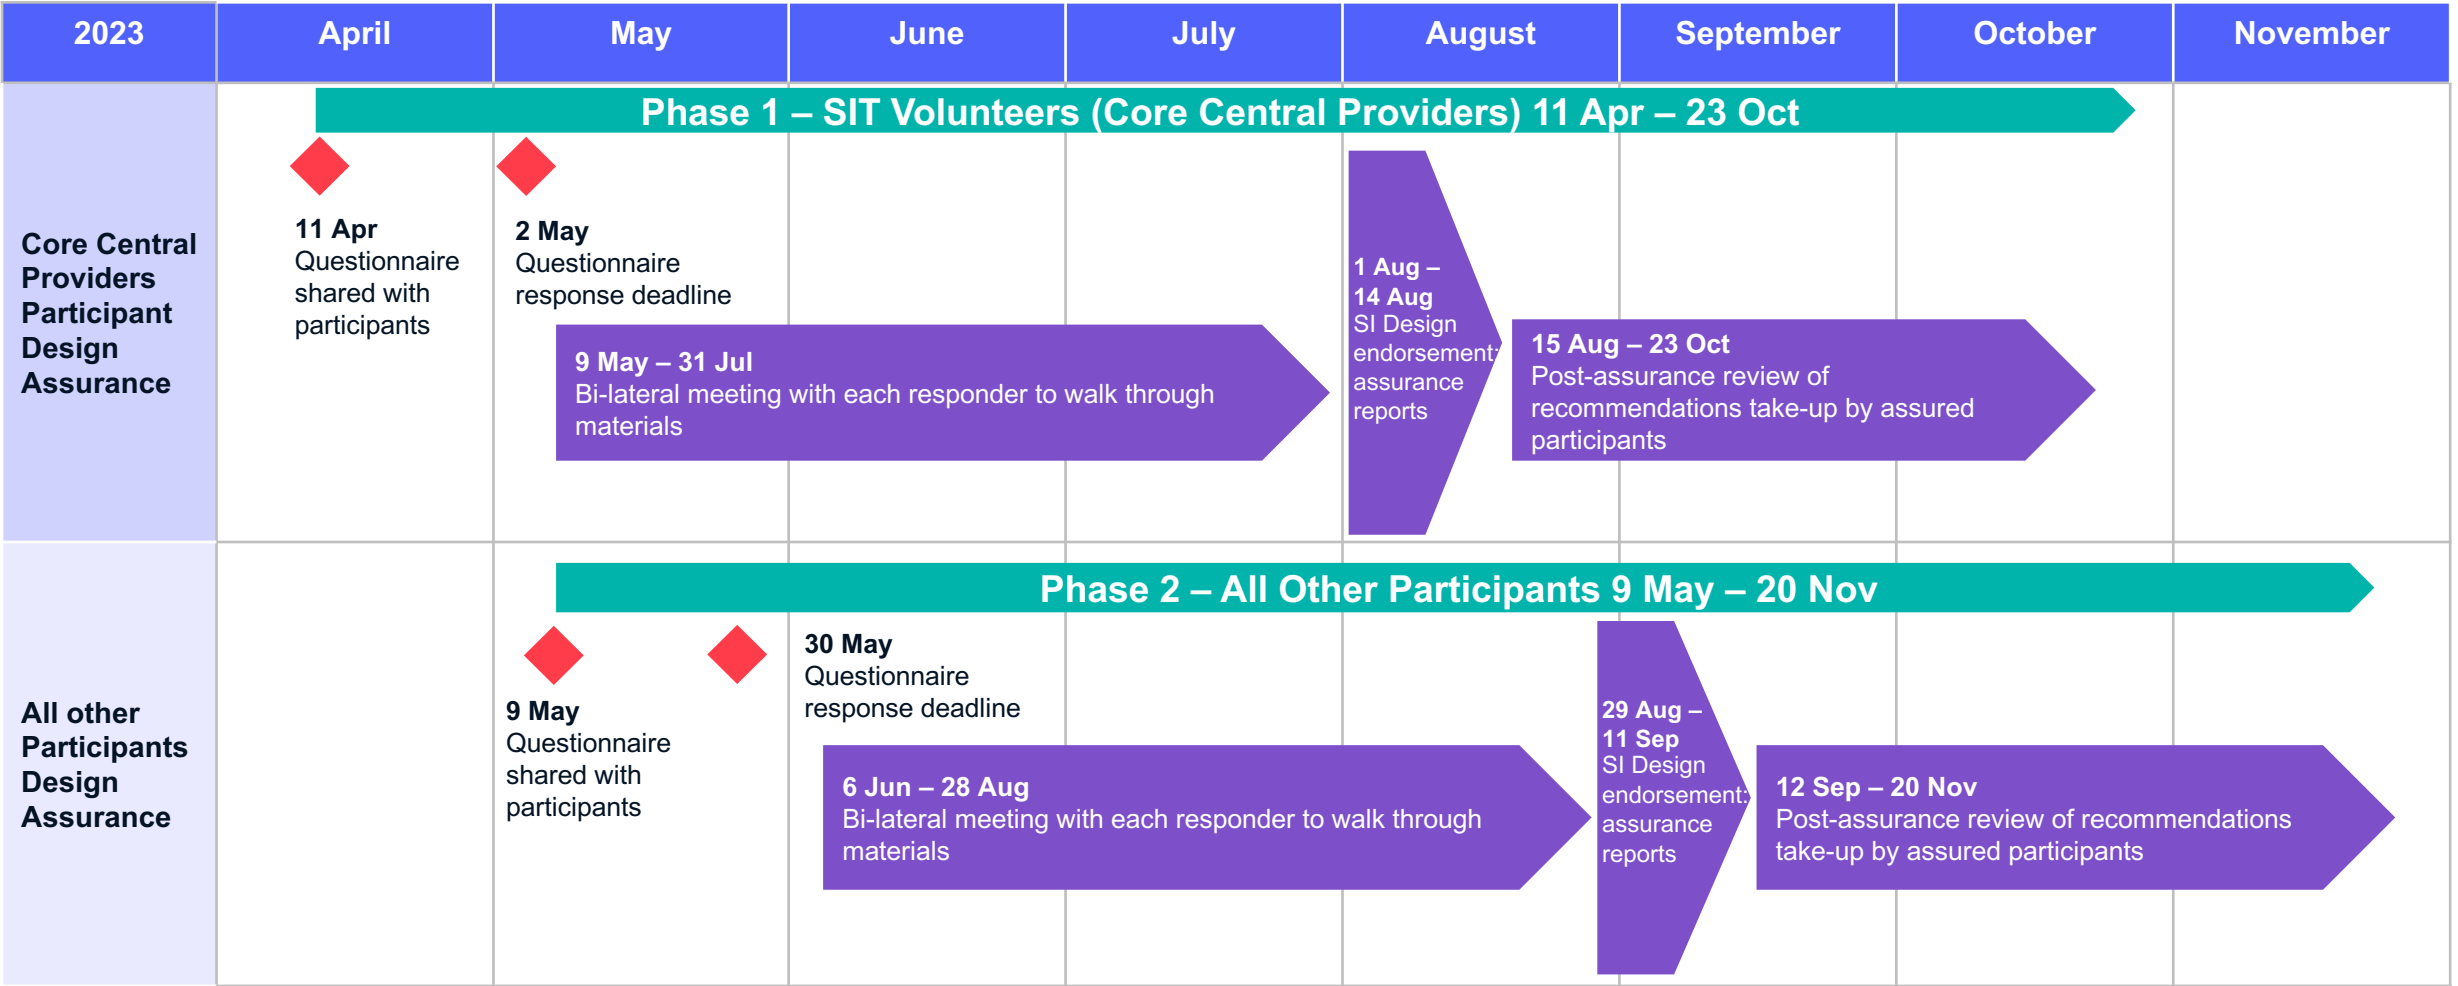 2023
April
May
June
July
August
September
October
November
Core Central
Providers
Participant
Design
Assurance
Phase 1 – SIT Volunteers (Core Central Providers) 11 Apr – 23 Oct
11 Apr
Questionnaire
shared with
participants
2 May
Questionnaire
response deadline
9 May – 31 Jul
Bi-lateral meeting with each responder to walk through
materials
1 Aug –
14 Aug
SI Design
endorsement:
assurance
reports
15 Aug – 23 Oct
Post-assurance review of
recommendations take-up by assured
participants
All other
Participants
Design
Assurance
Phase 2 – All Other Participants 9 May – 20 Nov
9 May
Questionnaire
shared with
participants
30 May
Questionnaire
response deadline
6 Jun – 28 Aug
Bi-lateral meeting with each responder to walk through
materials
29 Aug –
11 Sep
SI Design
endorsement:
assurance
reports
12 Sep – 20 Nov
Post-assurance review of recommendations
take-up by assured participants